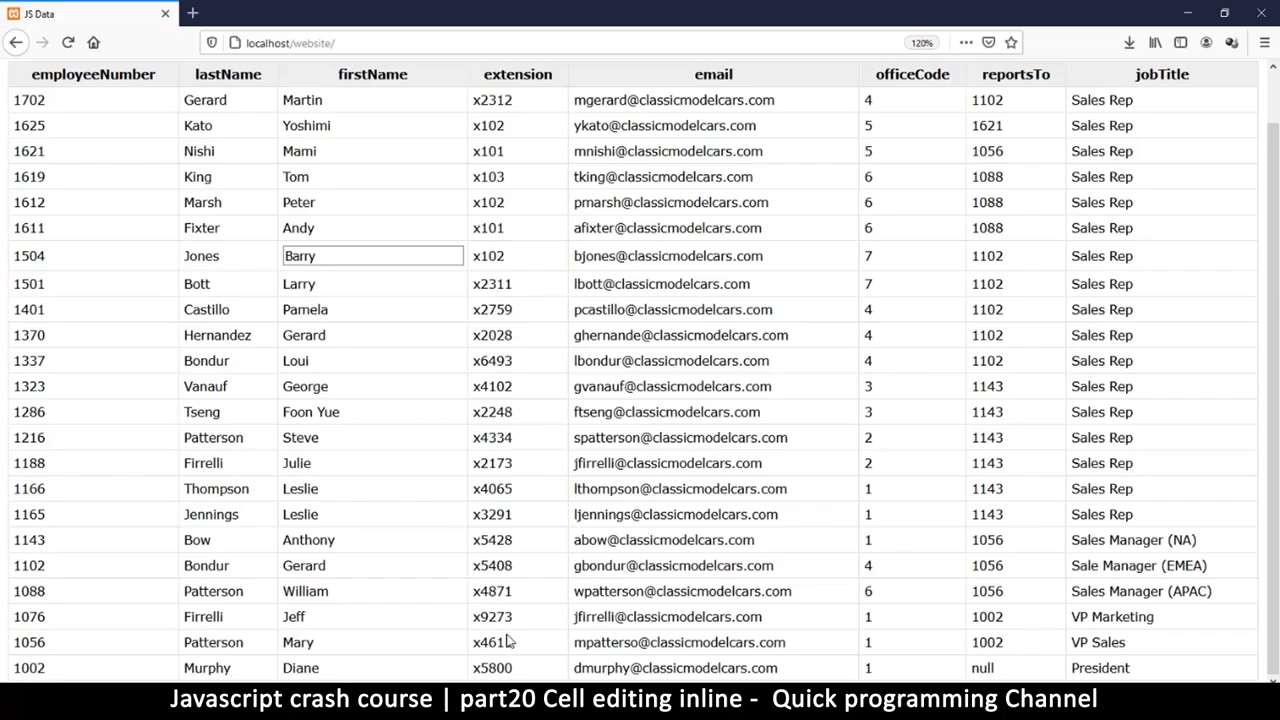 JS Data
localhost/website/
120%
employeeNumber lastName firstName extension email officeCode reportsTo jobTitle
1702 Gerard Martin x2312 mgerard@classicmodelcars.com 4 1102 Sales Rep
1625 Kato Yoshimi x102 ykato@classicmodelcars.com 5 1621 Sales Rep
1621 Nishi Mami x101 mnishi@classicmodelcars.com 5 1056 Sales Rep
1619 King Tom x103 tking@classicmodelcars.com 6 1088 Sales Rep
1612 Marsh Peter x102 pmarsh@classicmodelcars.com 6 1088 Sales Rep
1611 Fixter Andy x101 afixter@classicmodelcars.com 6 1088 Sales Rep
1504 Jones Barry x102 bjones@classicmodelcars.com 7 1102 Sales Rep
1501 Bott Larry x2311 lbott@classicmodelcars.com 7 1102 Sales Rep
1401 Castillo Pamela x2759 pcastillo@classicmodelcars.com 4 1102 Sales Rep
1370 Hernandez Gerard x2028 ghernande@classicmodelcars.com 4 1102 Sales Rep
1337 Bondur Loui x6493 lbondur@classicmodelcars.com 4 1102 Sales Rep
1323 Vanauf George x4102 gvanauf@classicmodelcars.com 3 1143 Sales Rep
1286 Tseng Foon Yue x2248 ftseng@classicmodelcars.com 3 1143 Sales Rep
1216 Patterson Steve x4334 spatterson@classicmodelcars.com 2 1143 Sales Rep
1188 Firrelli Julie x2173 jfirrelli@classicmodelcars.com 2 1143 Sales Rep
1166 Thompson Leslie x4065 lthompson@classicmodelcars.com 1 1143 Sales Rep
1165 Jennings Leslie x3291 ljennings@classicmodelcars.com 1 1143 Sales Rep
1143 Bow Anthony x5428 abow@classicmodelcars.com 1 1056 Sales Manager (NA)
1102 Bondur Gerard x5408 gbondur@classicmodelcars.com 4 1056 Sale Manager (EMEA)
1088 Patterson William x4871 wpatterson@classicmodelcars.com 6 1056 Sales Manager (APAC)
1076 Firrelli Jeff x9273 jfirrelli@classicmodelcars.com 1 1002 VP Marketing
1056 Patterson Mary mpatterso@classicmodelcars.com 1 1002 VP Sales
1002 Murphy Diane x5800 dmurphy@classicmodelcars.com 1 null President
Javascript crash course | part20 Cell editing inline - Quick programming Channel